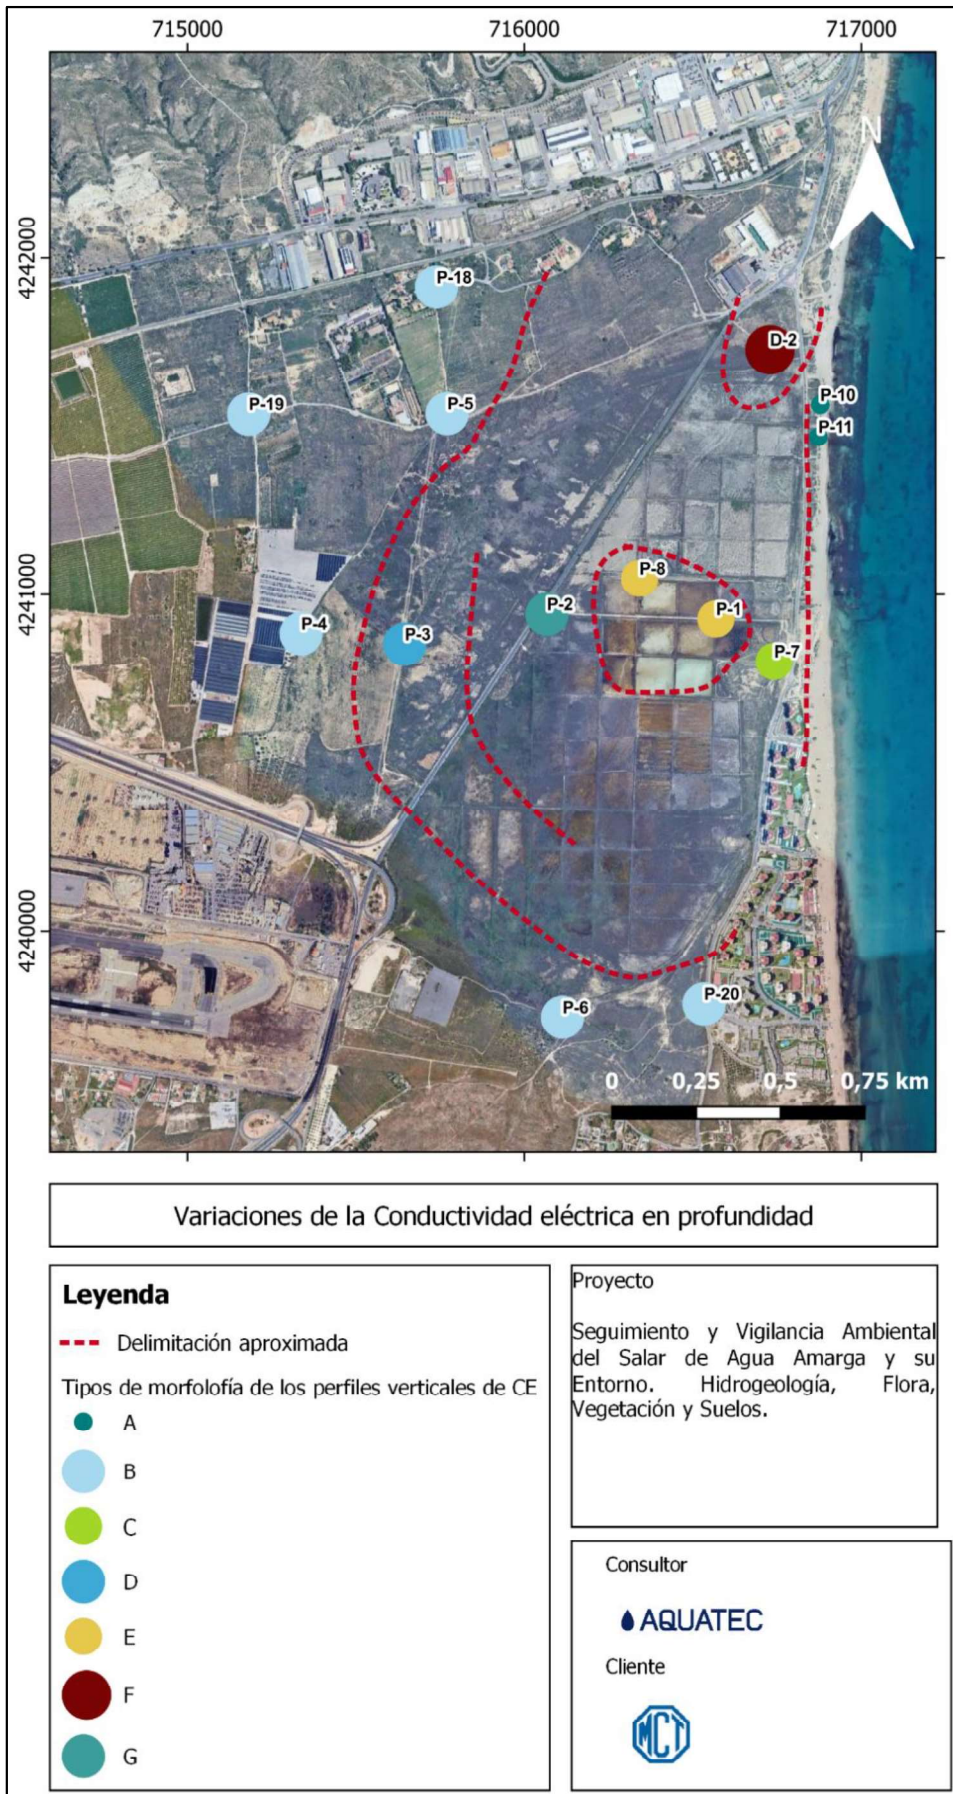 715000
716000
717000
4242000
4241000
4240000
N
P-18
D-2
P-19
P-5
P-10
P-11
P-8
P-2
P-1
P-4
P-3
P-7
P-6
P-20
0 0,25 0,5 0,75 km
Variaciones de la Conductividad eléctrica en profundidad
Leyenda
Delimitación aproximada
Tipos de morfolofía de los perfiles verticales de CE
A
B
C
D
E
F
G
Proyecto
Seguimiento y Vigilancia Ambiental
del Salar de Agua Amarga y su
Entorno. Hidrogeología, Flora,
Vegetación y Suelos.
Consultor
AQUATEC
Cliente
MCT